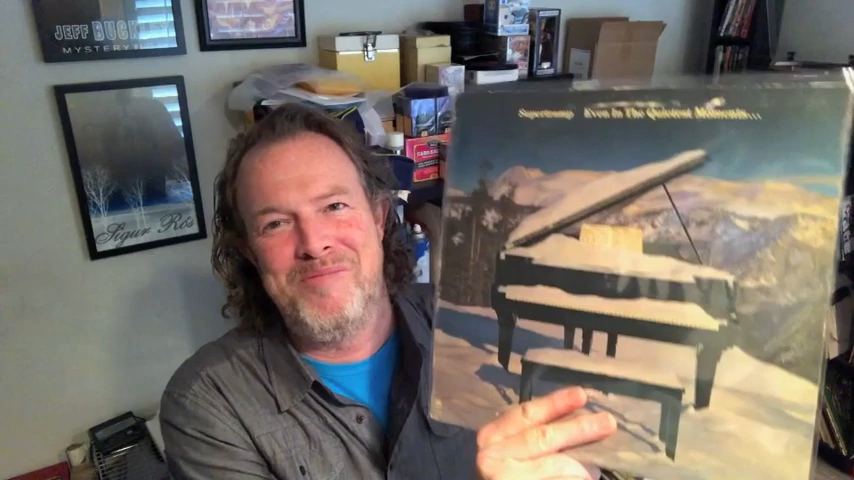 JEFF BUCK
MYSTERY
Sigur Rós
Supertramp Even In The Quietest Moments...